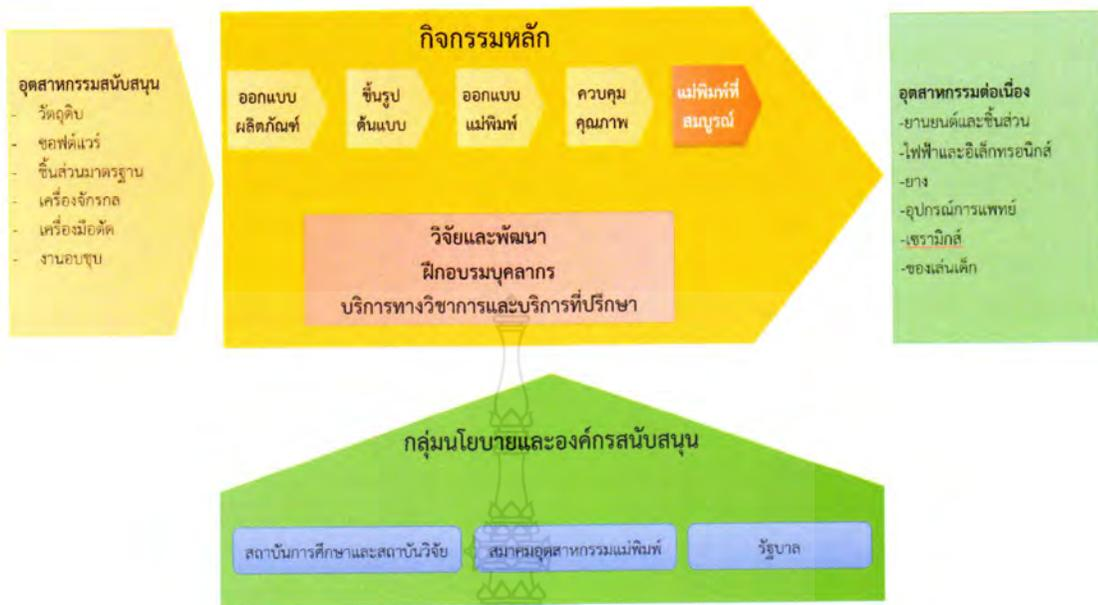 อุตสาหกรรมสนับสนุน
- วัตถุดิบ
- ซอฟต์แวร์
- ชิ้นส่วนมาตรฐาน
- เครื่องจักรกล
- เครื่องมือตัด
- งานอบชุบ
กิจกรรมหลัก
ออกแบบ
ผลิตภัณฑ์
ขึ้นรูป
ต้นแบบ
ออกแบบ
แม่พิมพ์
ควบคุม
คุณภาพ
แม่พิมพ์ที่
สมบูรณ์
วิจัยและพัฒนา
ฝึกอบรมบุคลากร
บริการทางวิชาการและบริการที่ปรึกษา
อุตสาหกรรมต่อเนื่อง
-ยานยนต์และชิ้นส่วน
-ไฟฟ้าและอิเล็กทรอนิกส์
-ยาง
-อุปกรณ์การแพทย์
-เซรามิกส์
-ของเล่นเด็ก
กลุ่มนโยบายและองค์กรสนับสนุน
สถาบันการศึกษาและสถาบันวิจัย
สมาคมอุตสาหกรรมแม่พิมพ์
รัฐบาล